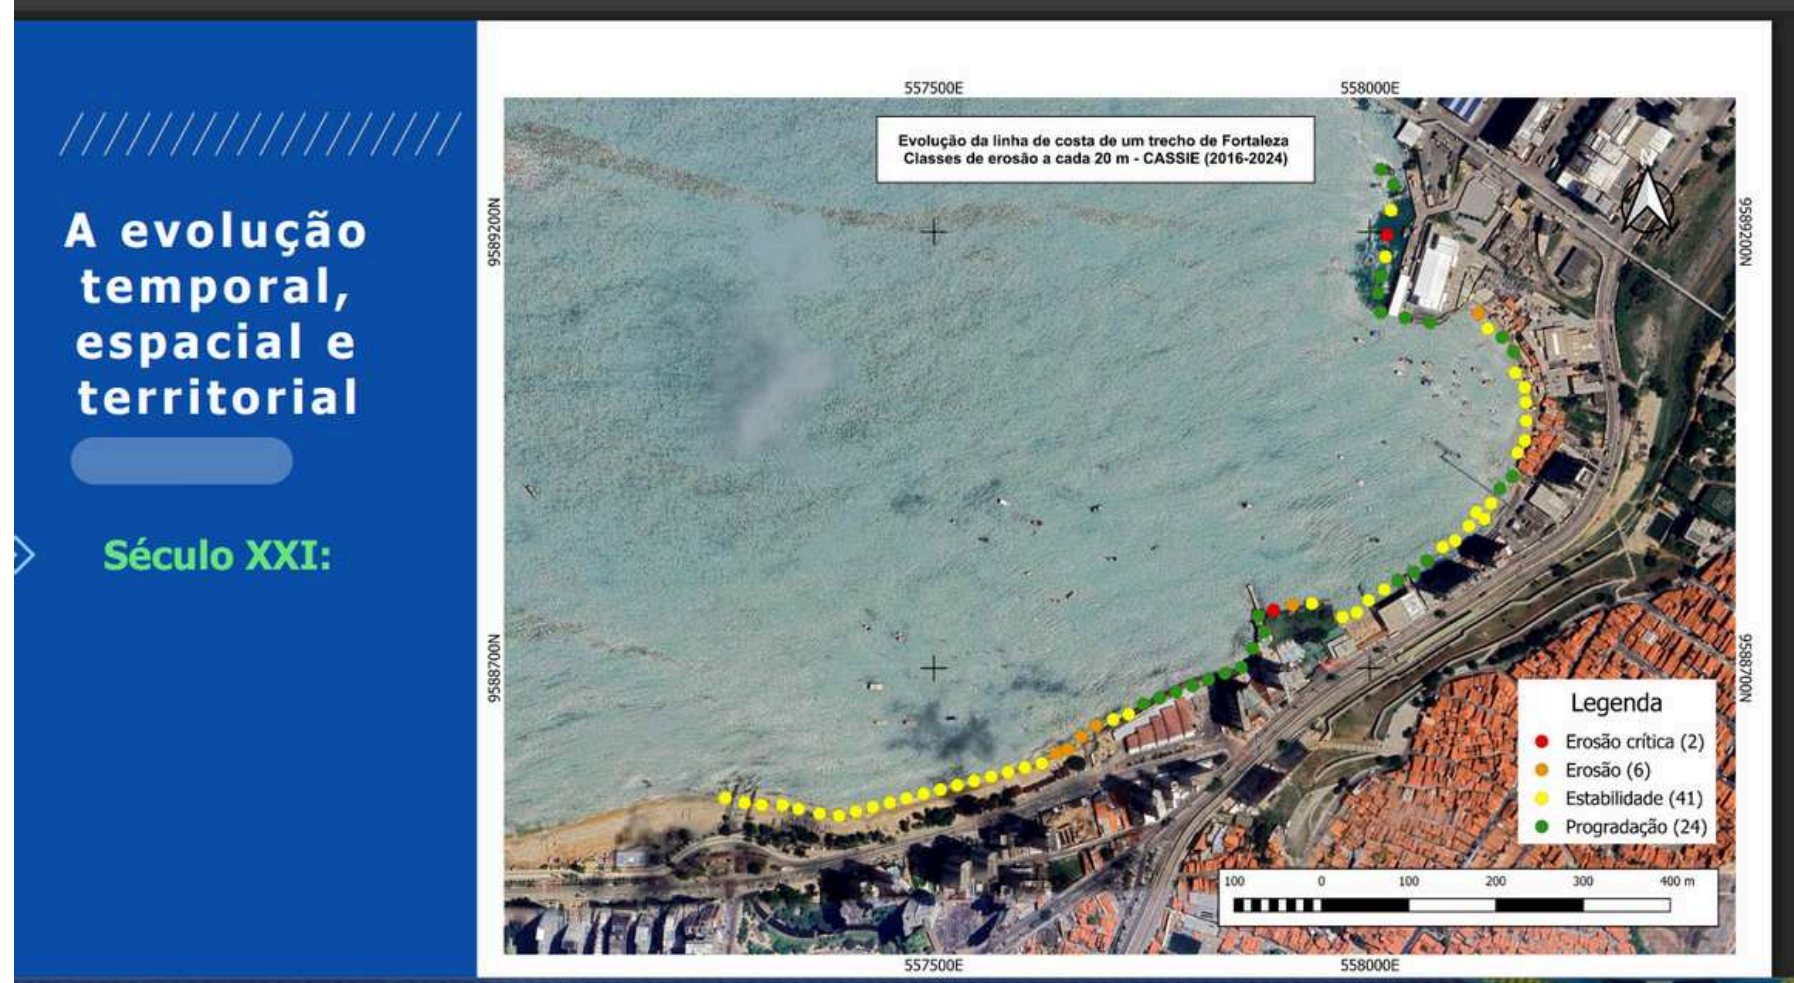 A evolução
temporal,
espacial e
territorial
Século XXI:
557500E
558000E
Evolução da linha de costa de um trecho de Fortaleza
Classes de erosão a cada 20 m - CASSIE (2016-2024)
N
9589200N
9589200N
9588700N
9588700N
Legenda
Erosão crítica (2)
Erosão (6)
Estabilidade (41)
Progradação (24)
100 0 100 200 300 400 m
557500E
558000E